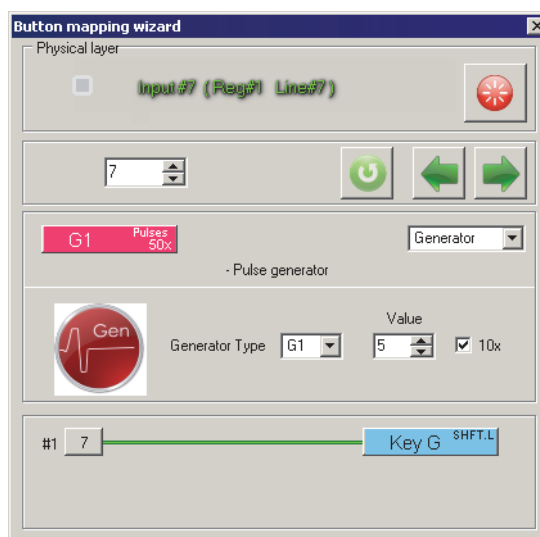 Button mapping wizard
Physical layer
Input#7 (Reg#1 Line#7)
7
G1 Pulses 50x
Generator
- Pulse generator
Gen
Value
Generator Type G1 5 10x
#1 7 Key G SHFT.L